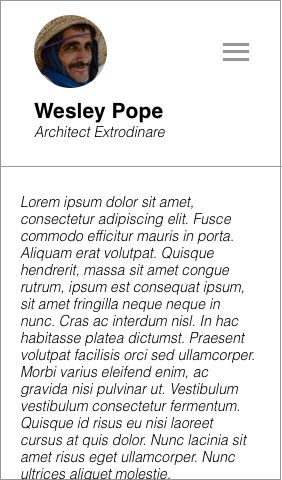 Wesley Pope
Architect Extrodinare
Lorem ipsum dolor sit amet,
consectetur adipiscing elit. Fusce
commodo efficitur mauris in porta.
Aliquam erat volutpat. Quisque
hendrerit, massa sit amet congue
rutrum, ipsum est consequat ipsum,
sit amet fringilla neque neque in
nunc. Cras ac interdum nisl. In hac
habitasse platea dictumst. Praesent
volutpat facilisis orci sed ullamcorper.
Morbi varius eleifend enim, ac
gravida nisi pulvinar ut. Vestibulum
vestibulum consectetur fermentum.
Quisque id risus eu nisi laoreet
cursus at quis dolor. Nunc lacinia sit
amet risus eget ullamcorper. Nunc
ultrices aliquet molestie.